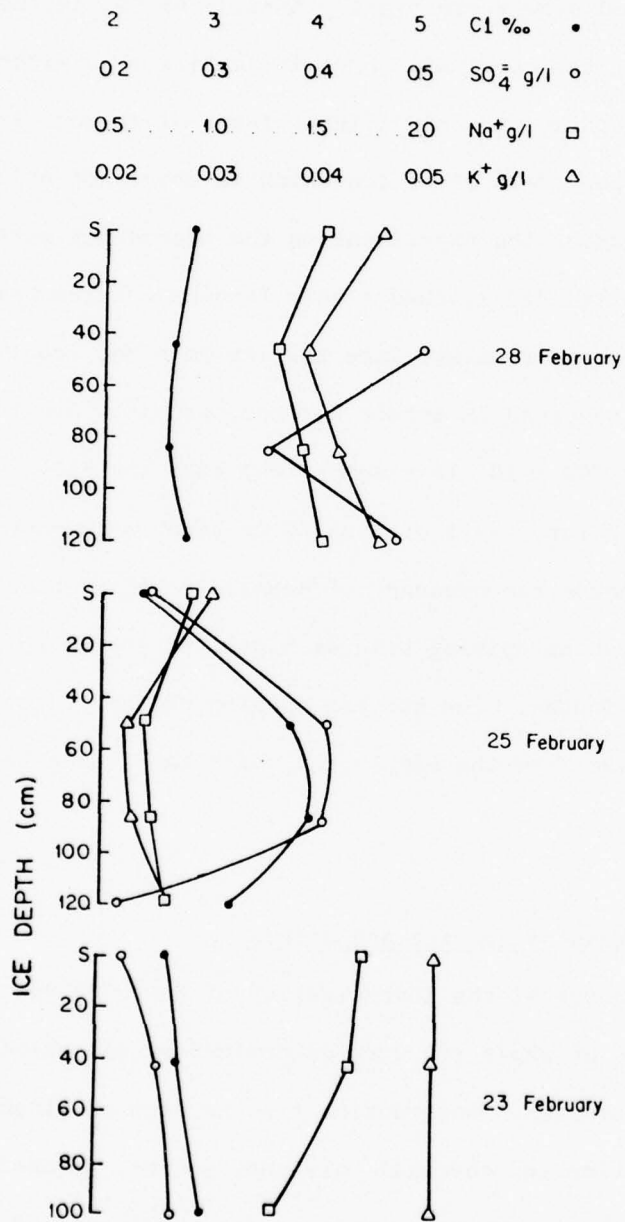 2 3 4 5 Cl ‰ •
0.2 0.3 0.4 0.5 SO₄⁼ g/l ○
0.5 1.0 1.5 2.0 Na⁺ g/l □
0.02 0.03 0.04 0.05 K⁺ g/l △
S
20
40
60
80
100
120
28 February
S
20
40
60
80
100
120
25 February
S
20
40
60
80
100
23 February
ICE DEPTH (cm)